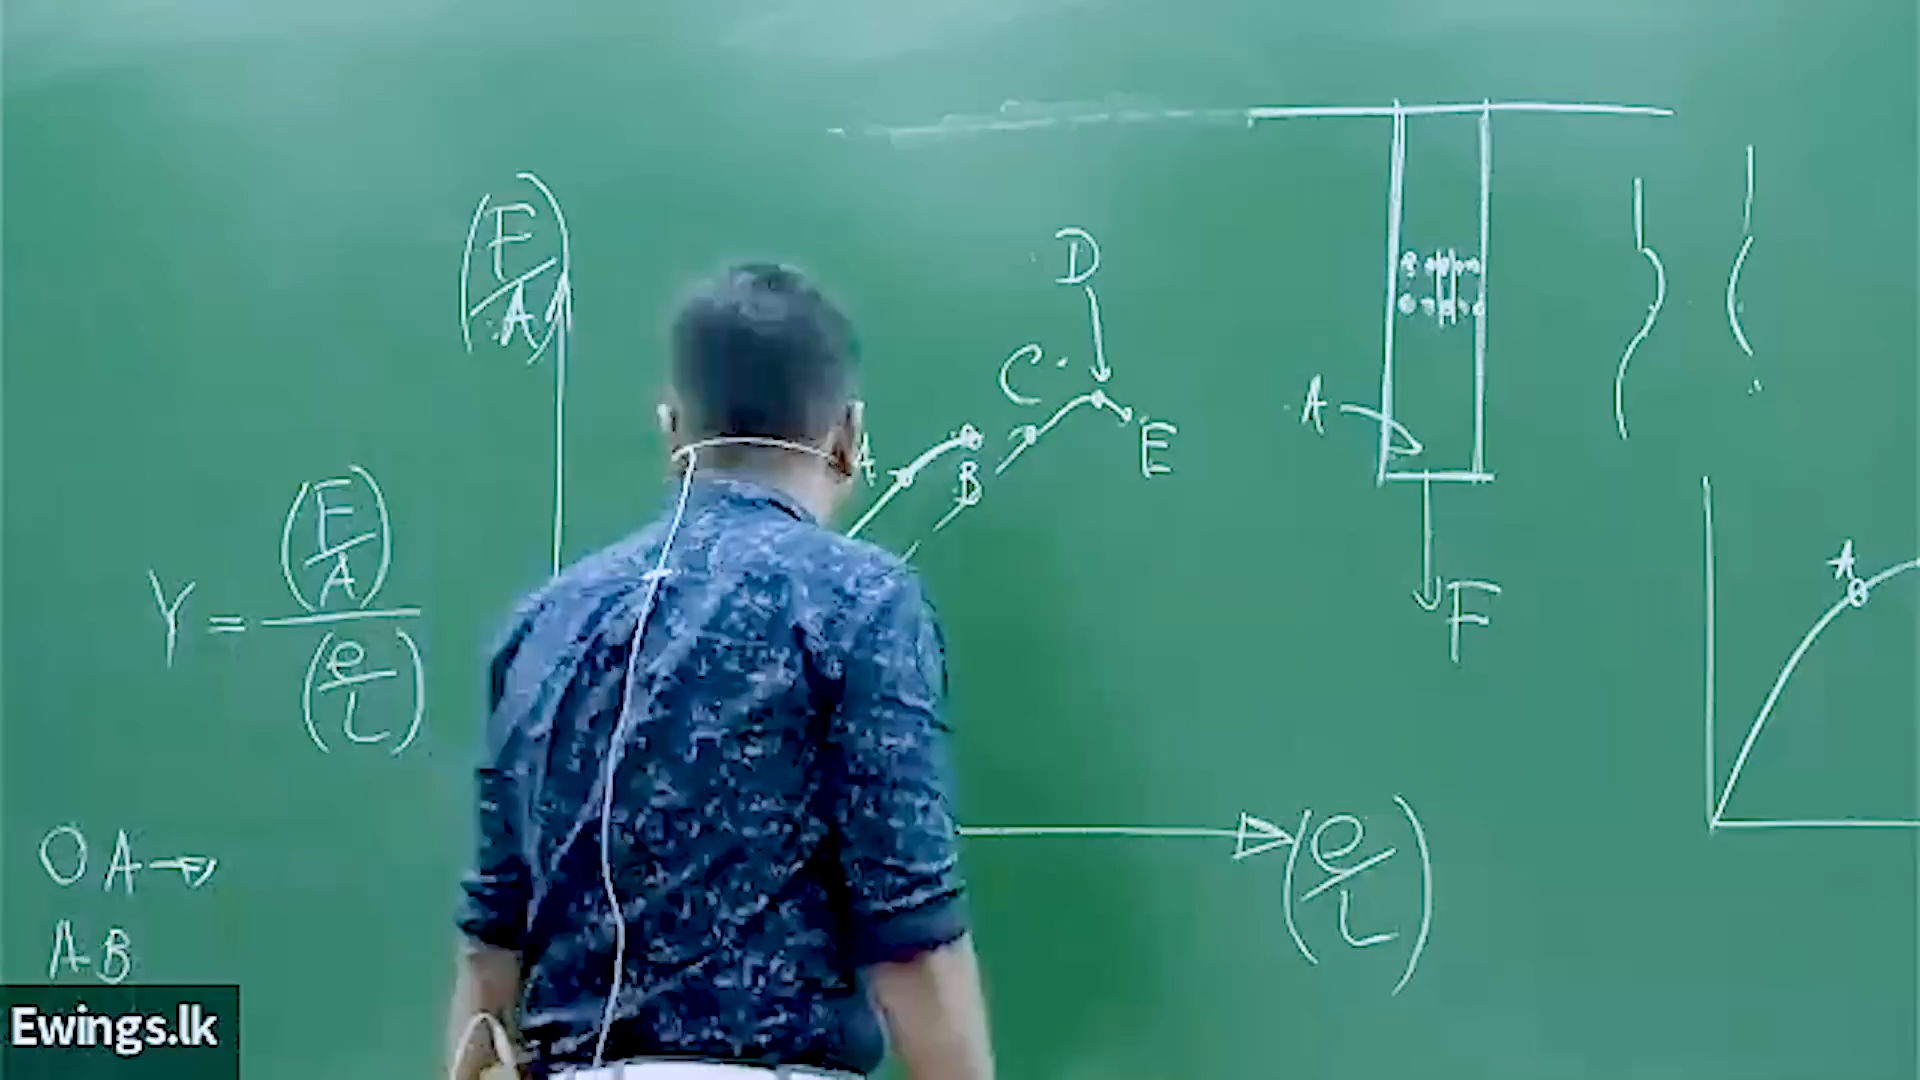 (F/A)
D
C
A
B
E
A
F
Y = (F/A)/(e/L)
A
(e/L)
OA→
AB
Ewings.lk